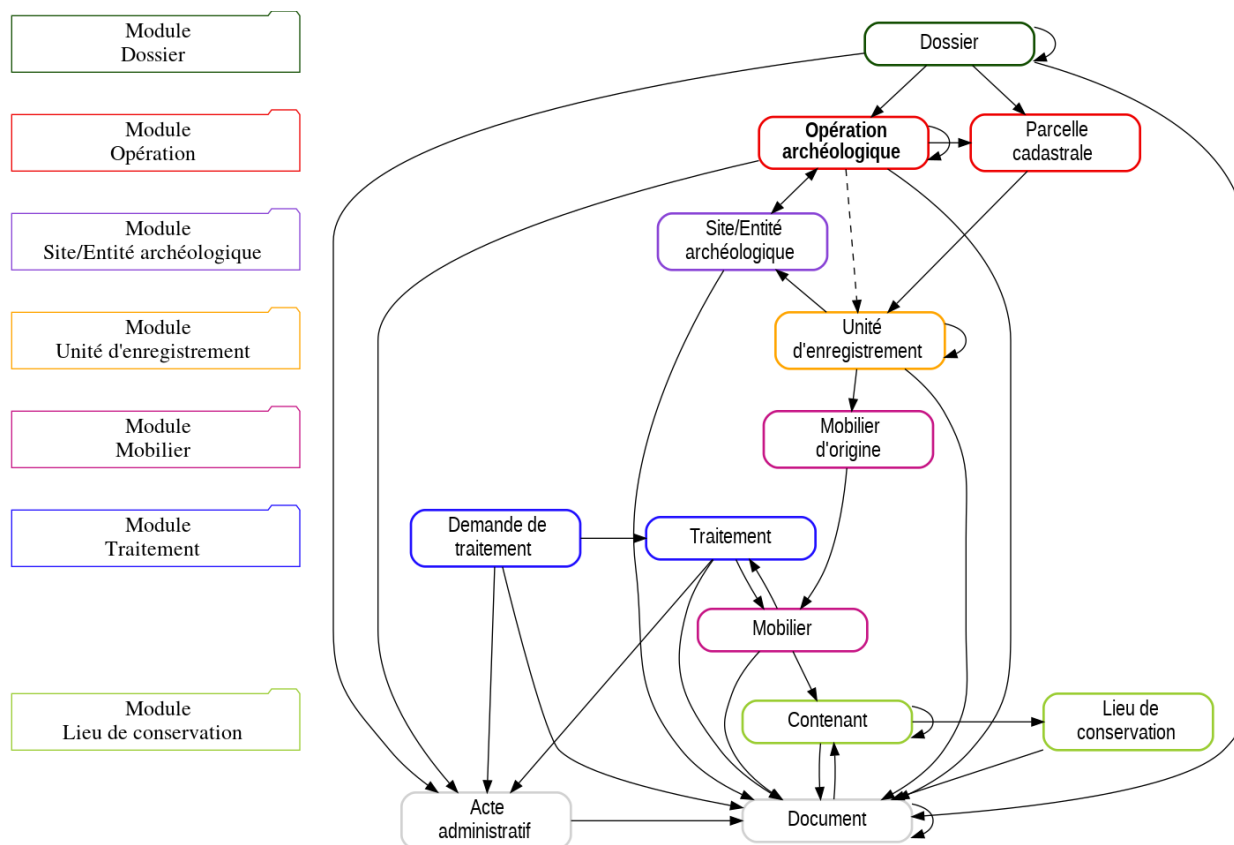 Module
Dossier
Dossier
Module
Opération
Opération
archéologique
Parcelle
cadastrale
Module
Site/Entité archéologique
Site/Entité
archéologique
Module
Unité d'enregistrement
Unité
d'enregistrement
Module
Mobilier
Mobilier
d'origine
Module
Traitement
Demande de
traitement
Traitement
Mobilier
Module
Lieu de conservation
Contenant
Lieu de
conservation
Acte
administratif
Document